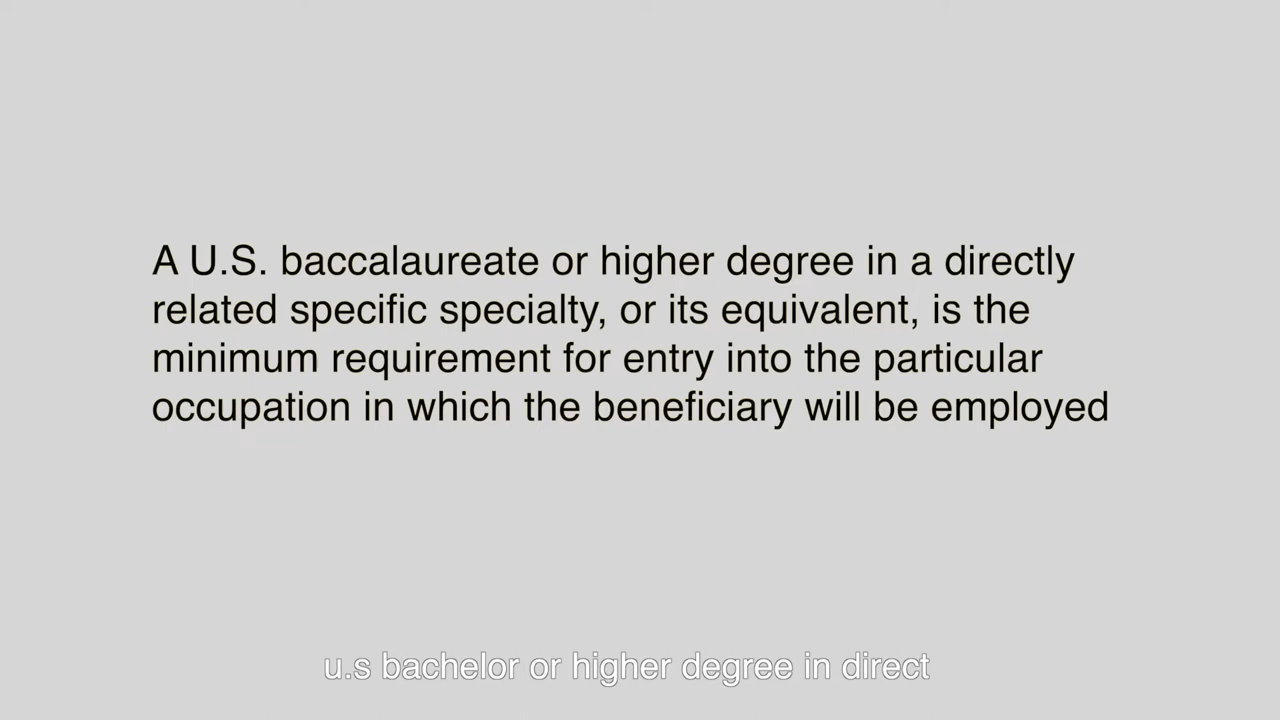 A U.S. baccalaureate or higher degree in a directly
related specific specialty, or its equivalent, is the
minimum requirement for entry into the particular
occupation in which the beneficiary will be employed
u.s bachelor or higher degree in direct